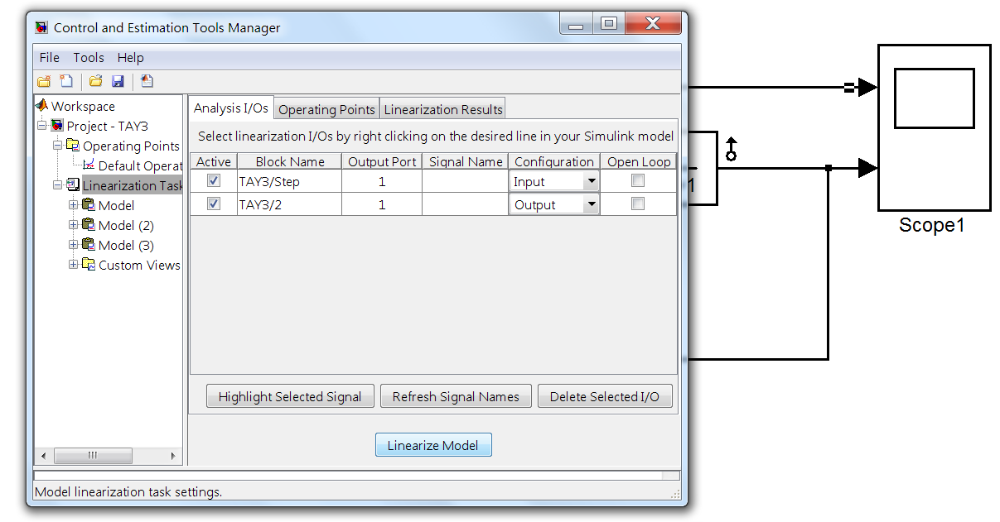 Control and Estimation Tools Manager
File Tools Help
Workspace
Project - TAY3
Operating Points
Default Operat
Linearization Task
Model
Model (2)
Model (3)
Custom Views
Analysis I/Os Operating Points Linearization Results
Select linearization I/Os by right clicking on the desired line in your Simulink model
Active Block Name Output Port Signal Name Configuration Open Loop
TAY3/Step 1 Input
TAY3/2 1 Output
Highlight Selected Signal Refresh Signal Names Delete Selected I/O
Linearize Model
Model linearization task settings.
1
Scope1